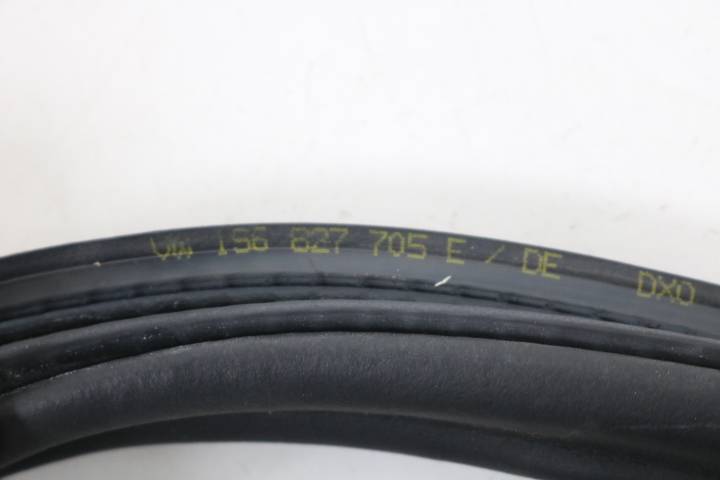 VW 1S6 827 705 E / DE DXO